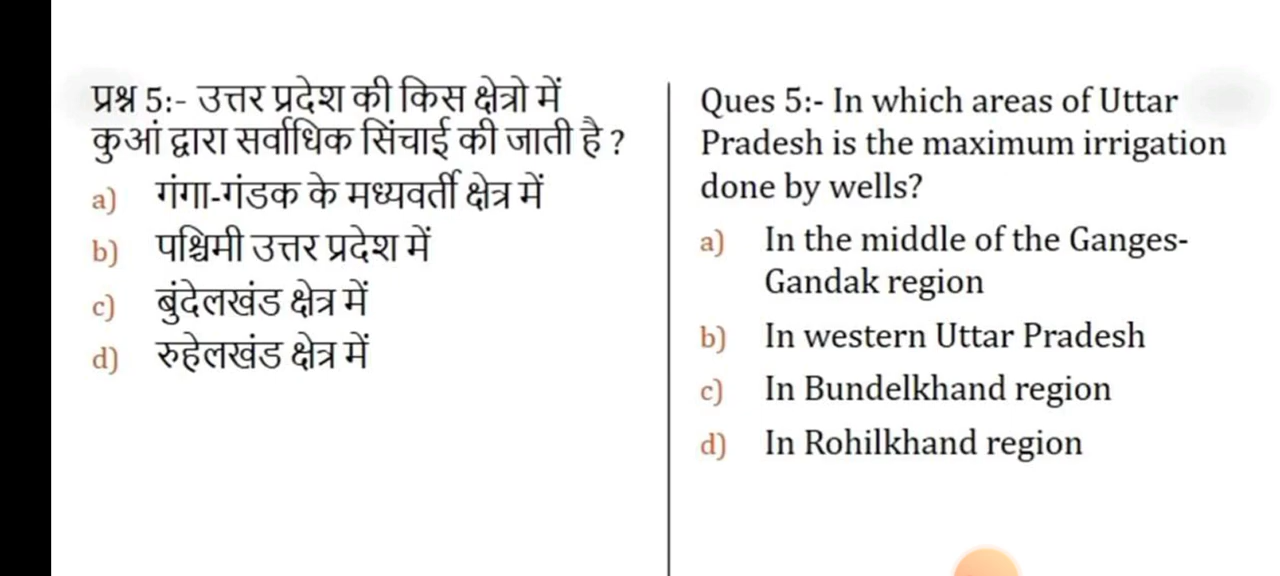 प्रश्न 5:- उत्तर प्रदेश की किस क्षेत्रो में
कुआं द्वारा सर्वाधिक सिंचाई की जाती है ?
a) गंगा-गंडक के मध्यवर्ती क्षेत्र में
b) पश्चिमी उत्तर प्रदेश में
c) बुंदेलखंड क्षेत्र में
d) रुहेलखंड क्षेत्र में
Ques 5:- In which areas of Uttar
Pradesh is the maximum irrigation
done by wells?
a) In the middle of the Ganges-
Gandak region
b) In western Uttar Pradesh
c) In Bundelkhand region
d) In Rohilkhand region